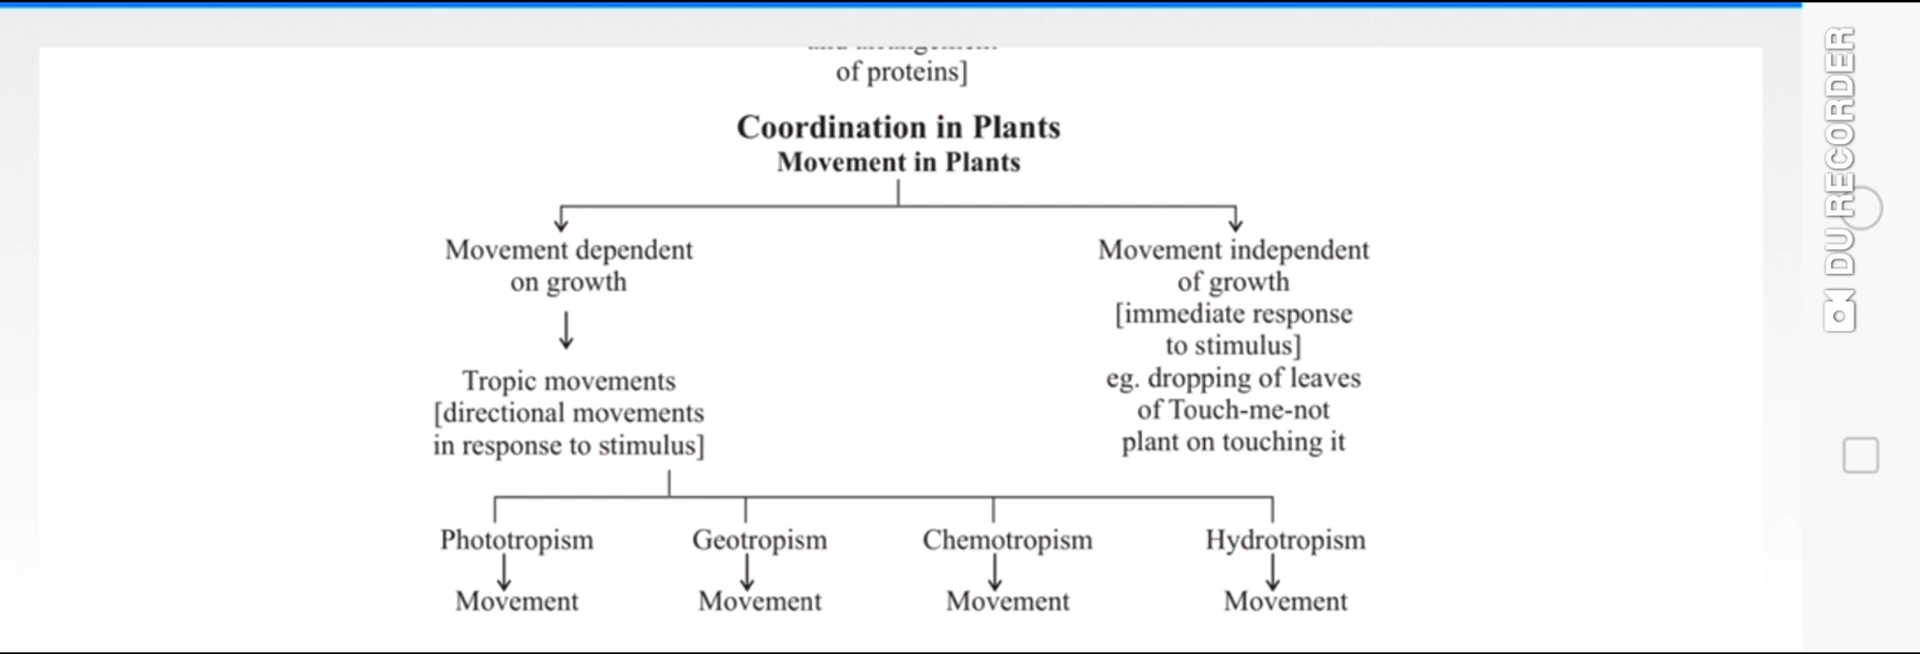 of proteins]
Coordination in Plants
Movement in Plants
Movement dependent
on growth
Tropic movements
[directional movements
in response to stimulus]
Movement independent
of growth
[immediate response
to stimulus]
eg. dropping of leaves
of Touch-me-not
plant on touching it
Phototropism
Geotropism
Chemotropism
Hydrotropism
Movement
Movement
Movement
Movement
DU RECORDER